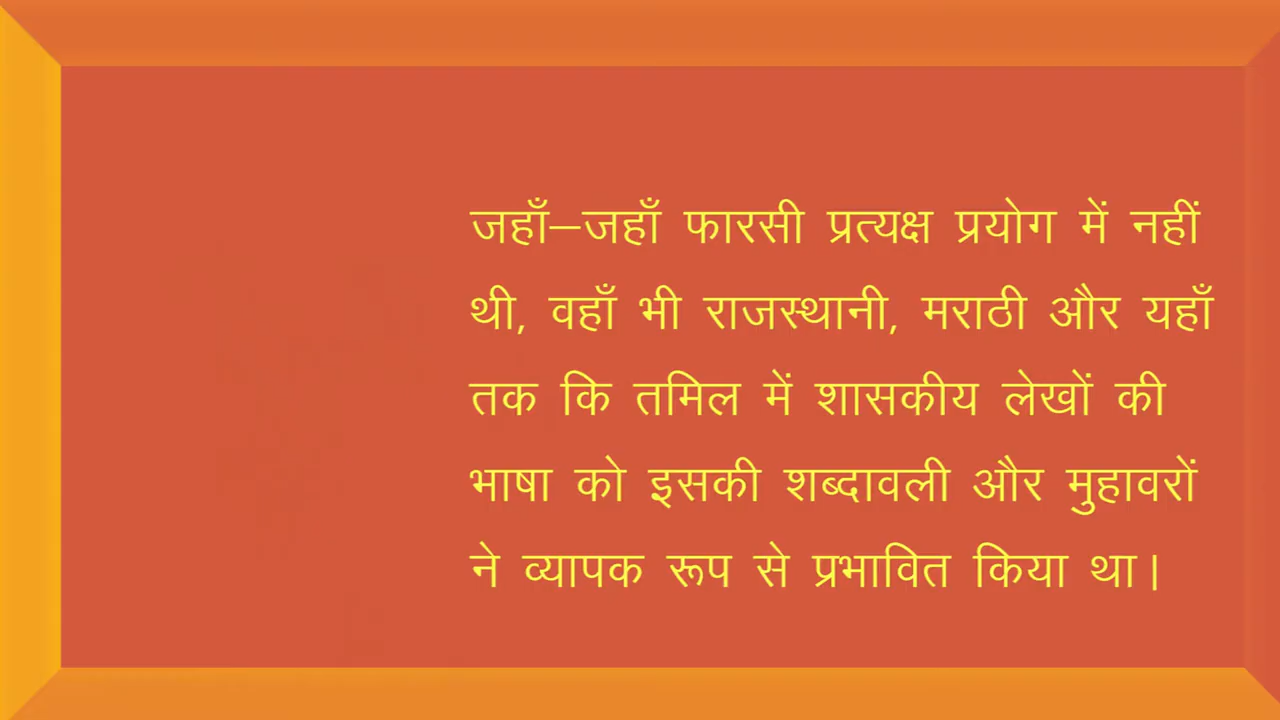 जहाँ–जहाँ फारसी प्रत्यक्ष प्रयोग में नहीं
थी, वहाँ भी राजस्थानी, मराठी और यहाँ
तक कि तमिल में शासकीय लेखों की
भाषा को इसकी शब्दावली और मुहावरों
ने व्यापक रूप से प्रभावित किया था।